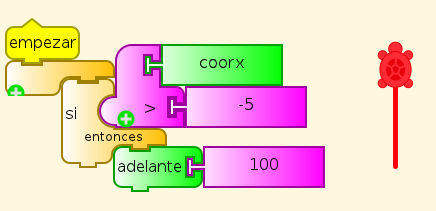 empezar
coorx
si > -5
entonces
adelante 100